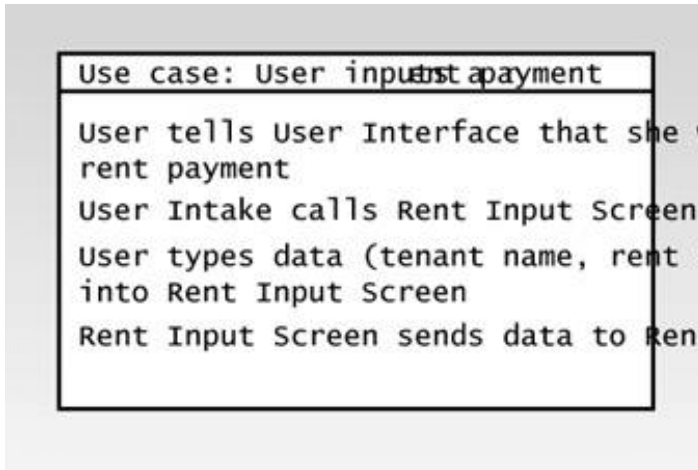 Use case: User inputs a payment
User tells User Interface that she
rent payment
User Intake calls Rent Input Screen
User types data (tenant name, rent
into Rent Input Screen
Rent Input Screen sends data to